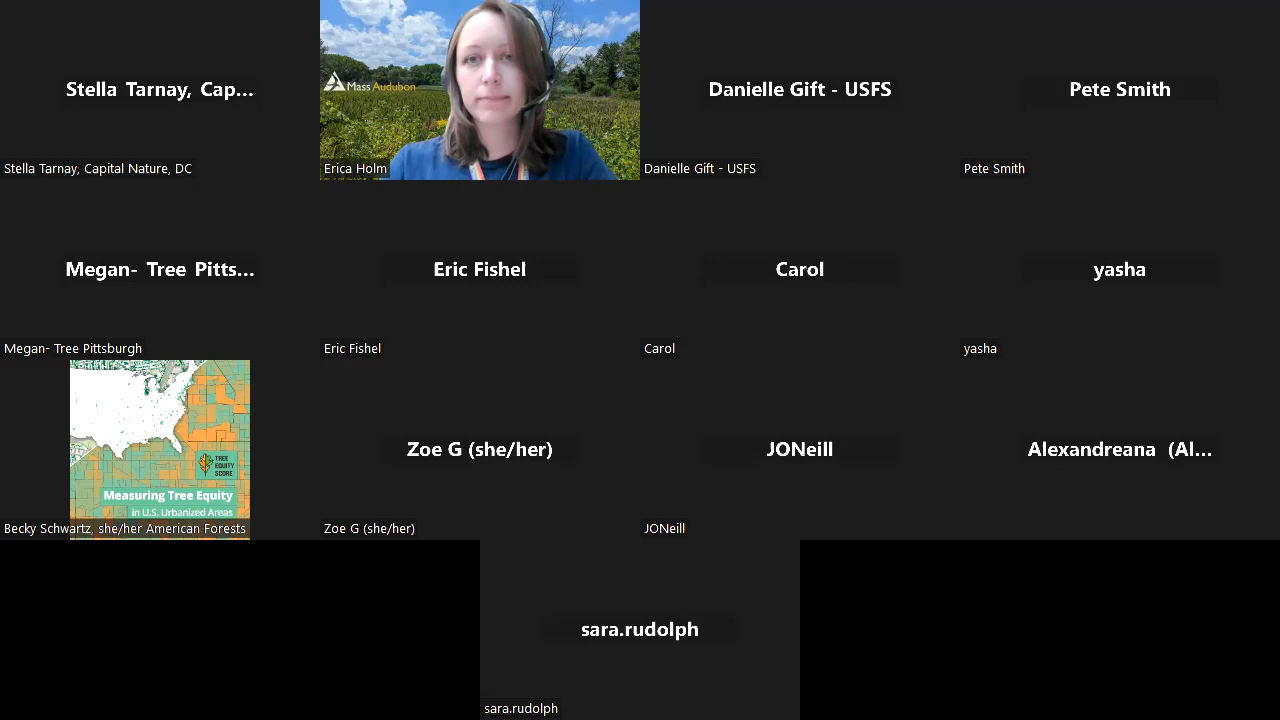 Stella Tarnay, Cap...
Stella Tarnay, Capital Nature, DC
Mass Audubon
Erica Holm
Danielle Gift - USFS
Danielle Gift - USFS
Pete Smith
Pete Smith
Megan- Tree Pitts...
Megan- Tree Pittsburgh
Eric Fishel
Eric Fishel
Carol
Carol
yasha
yasha
TREE
EQUITY
SCORE
Measuring Tree Equity
in U.S. Urbanized Areas
Becky Schwartz, she/her American Forests
Zoe G (she/her)
Zoe G (she/her)
JONeill
JONeill
Alexandreana (Al...
sara.rudolph
sara.rudolph